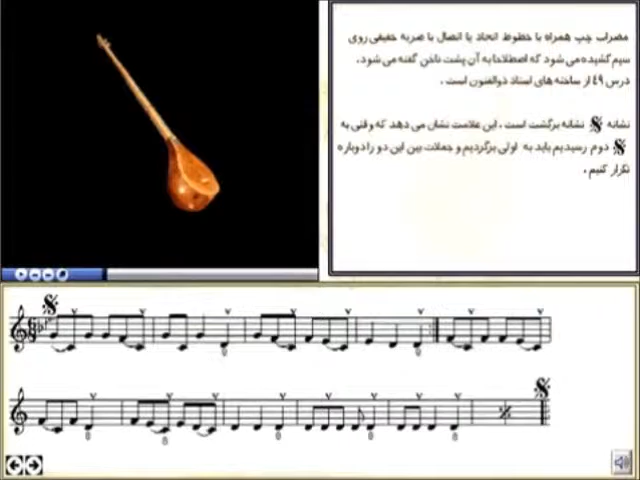 مضراب چپ همراه با خطوط اتحاد یا اتصال با ضربه خفیفی روی
سیم کشیده می شود که اصطلاحا به آن پشت ناخن گفته می شود.
درس ۴۹ از ساخته های استاد ذوالفنون است.
نشانه 𝄋 نشانه برگشت است. این علامت نشان می دهد که وقتی به
𝄋 دوم رسیدیم باید به اولی برگردیم و جملات بین این دو را دوباره
تکرار کنیم.